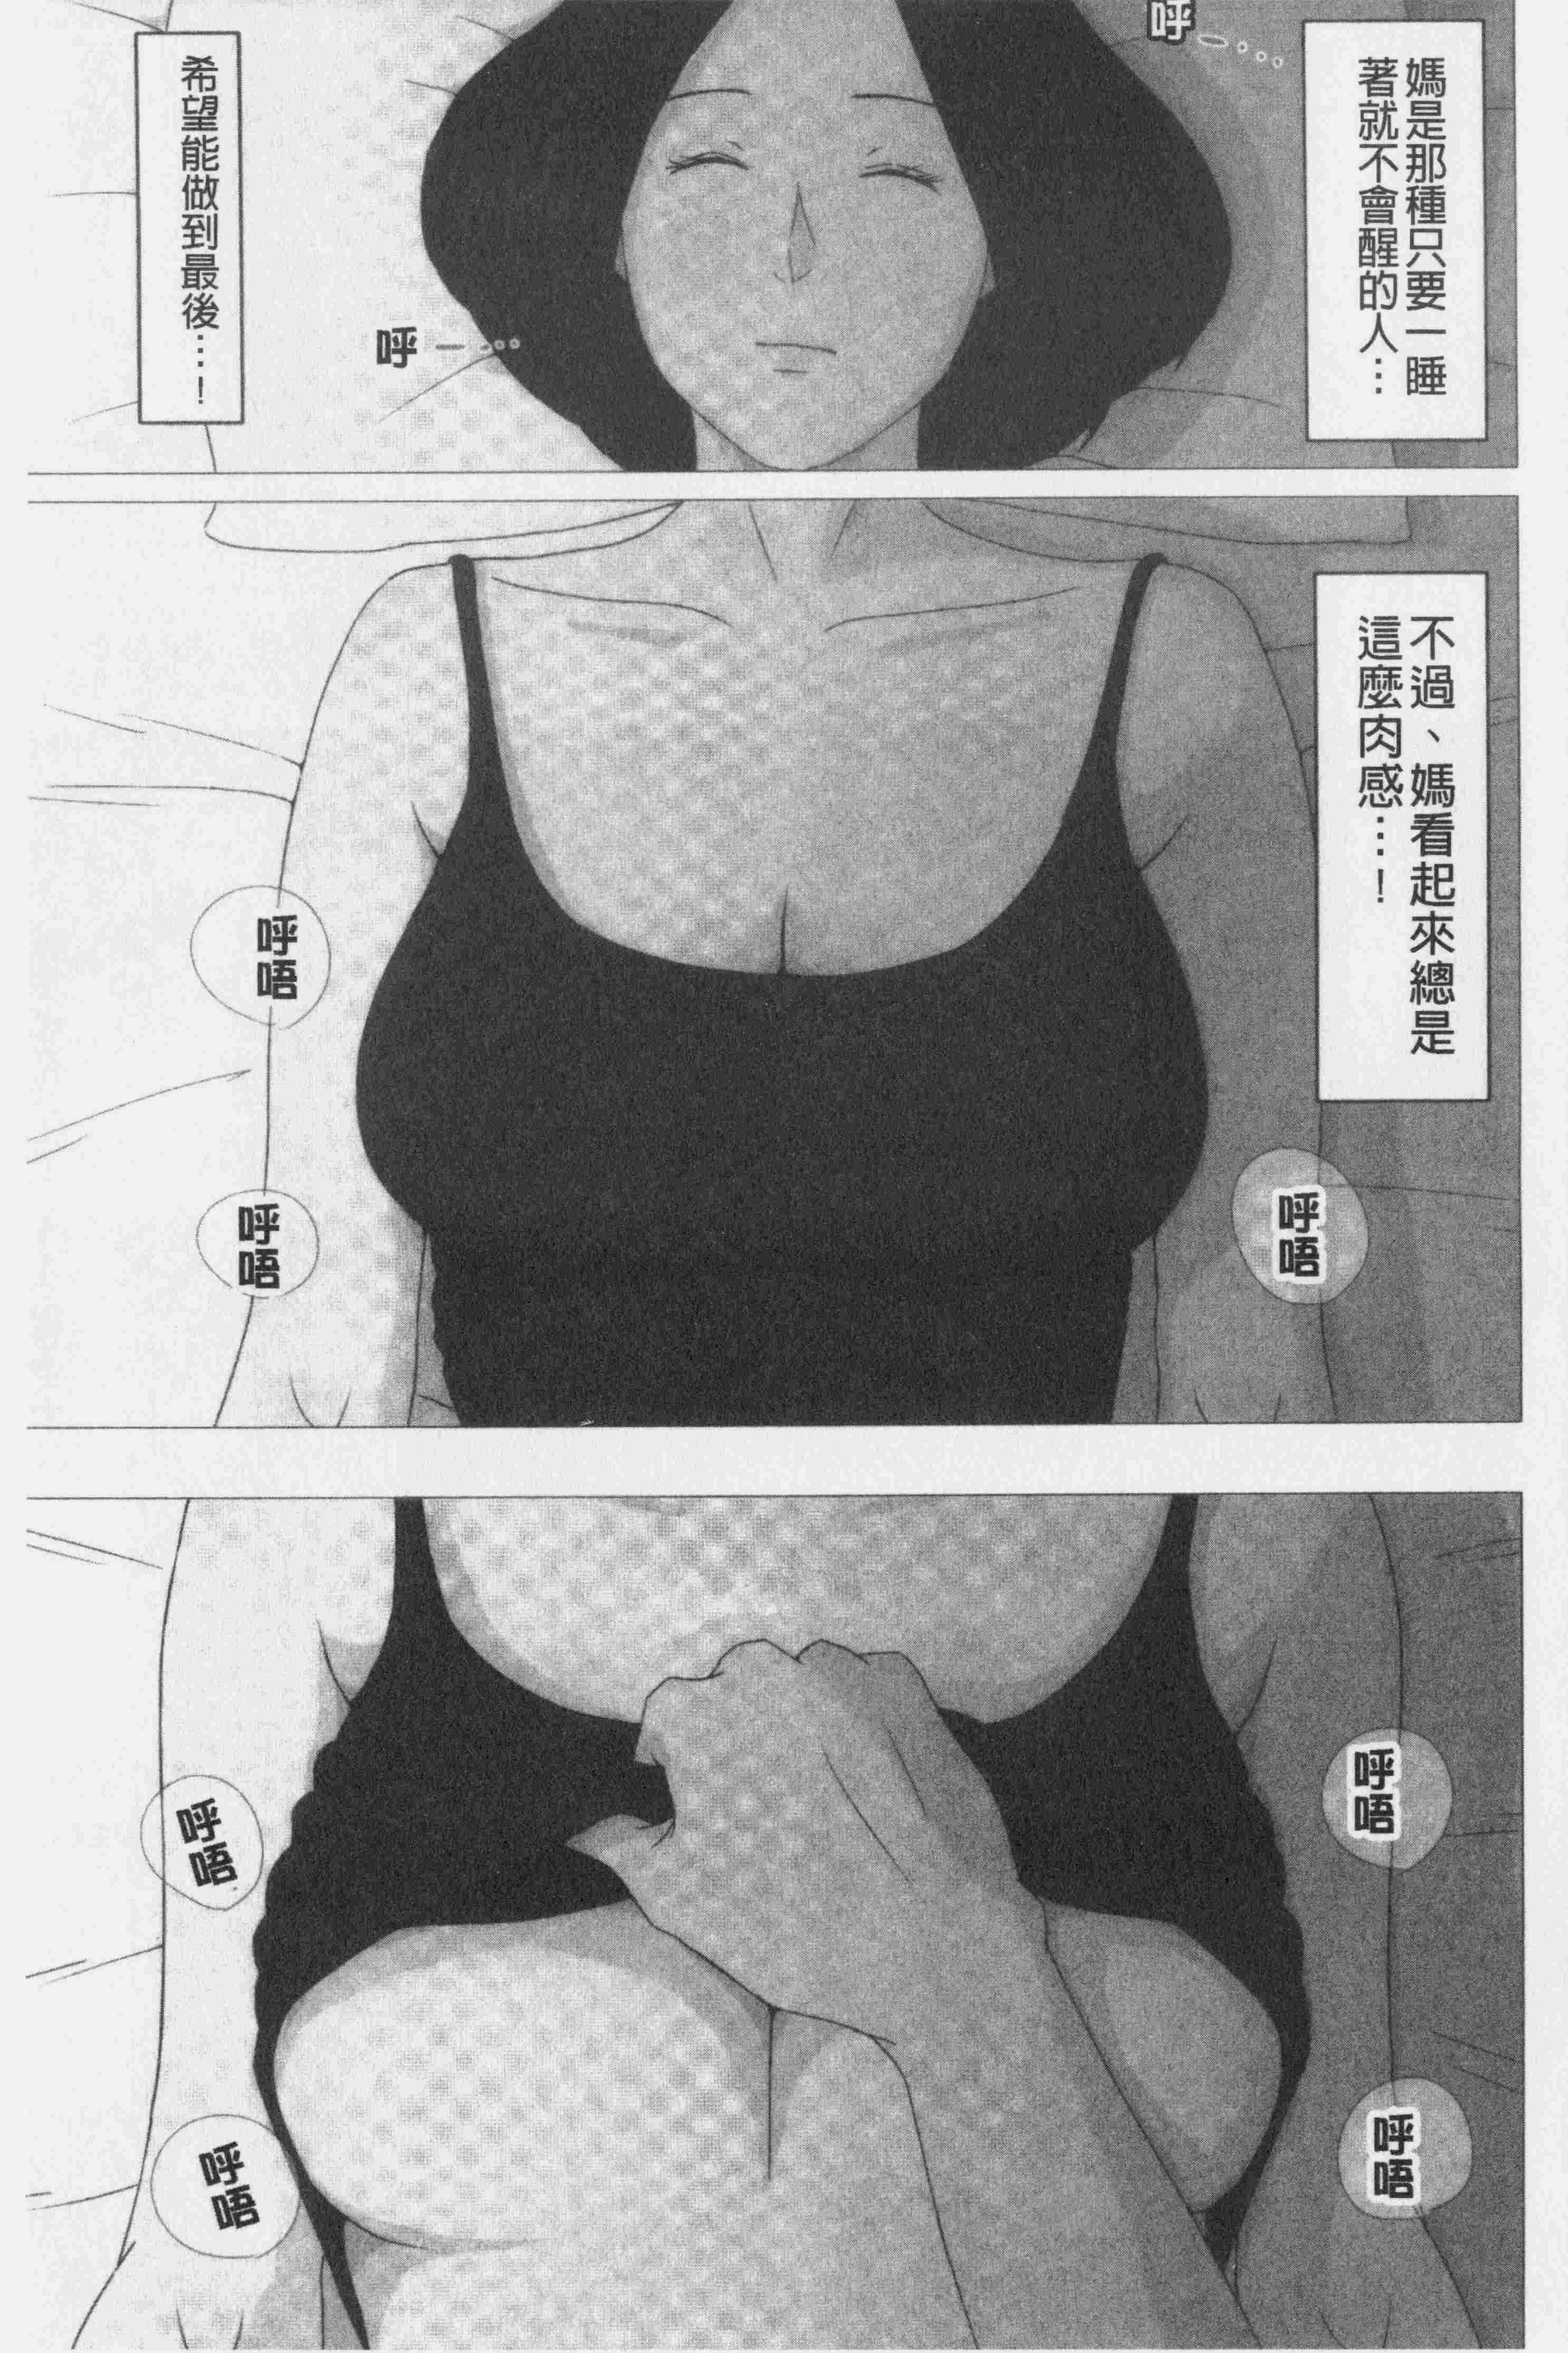 媽是那種只要一睡
著就不會醒的人…
呼—…
希望能做到最後…！
呼—…
不過、媽看起來總是
這麼肉感…！
呼唔
呼唔
呼唔
呼唔
呼唔
呼唔
呼唔